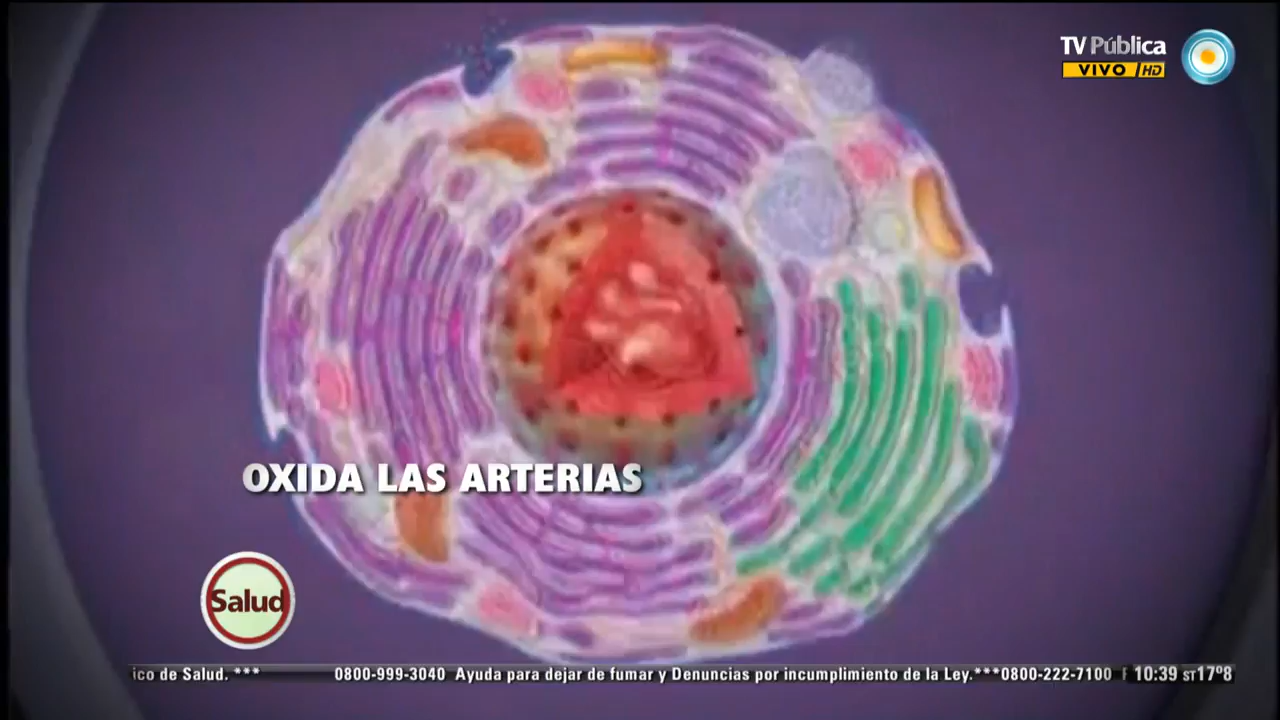 TV Pública
VIVO HD
OXIDA LAS ARTERIAS
Salud
ico de Salud. *** 0800-999-3040 Ayuda para dejar de fumar y Denuncias por incumplimiento de la Ley.***0800-222-7100 10:39 ST17º8